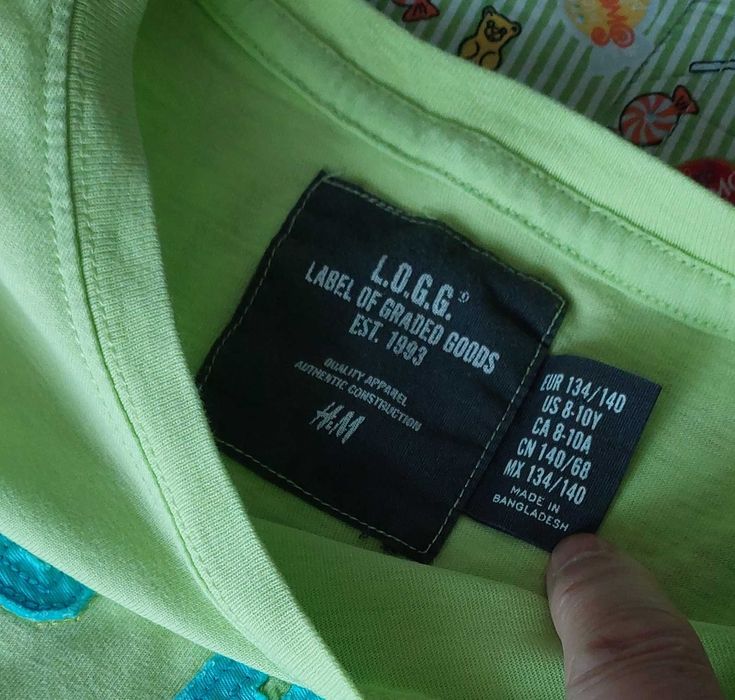 L.O.G.G.®
LABEL OF GRADED GOODS
EST. 1993
QUALITY APPAREL
AUTHENTIC CONSTRUCTION
H&M
EUR 134/140
US 8-10Y
CA 8-10A
CN 140/68
MX 134/140
MADE IN
BANGLADESH